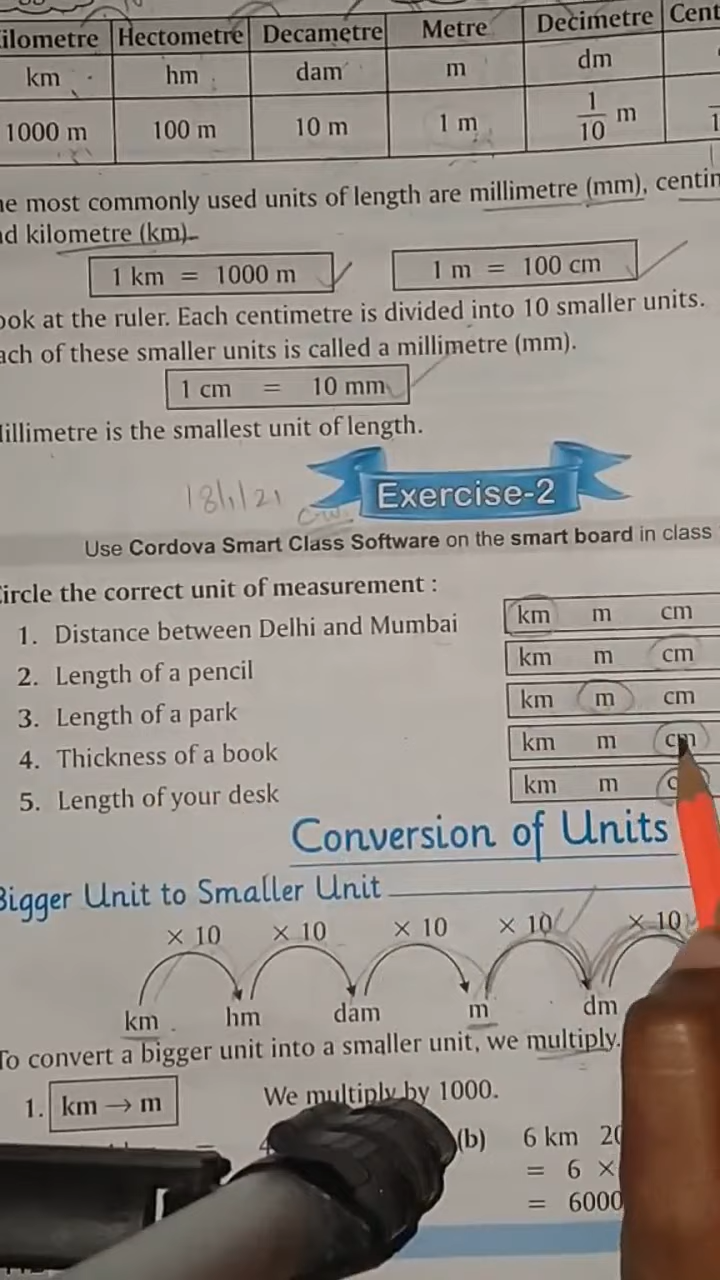 ilometre Hectometre Decametre Metre Decimetre Cent
km hm dam m dm
1000 m 100 m 10 m 1 m 1/10 m
e most commonly used units of length are millimetre (mm), centin
d kilometre (km).
1 km = 1000 m 1 m = 100 cm
ook at the ruler. Each centimetre is divided into 10 smaller units.
ach of these smaller units is called a millimetre (mm).
1 cm = 10 mm
illimetre is the smallest unit of length.
18/1/21 C.W. Exercise-2
Use Cordova Smart Class Software on the smart board in class
ircle the correct unit of measurement :
1. Distance between Delhi and Mumbai km m cm
2. Length of a pencil km m cm
3. Length of a park km m cm
4. Thickness of a book km m cm
5. Length of your desk km m c
Conversion of Units
Bigger Unit to Smaller Unit
× 10 × 10 × 10 × 10 × 10
km hm dam m dm
To convert a bigger unit into a smaller unit, we multiply.
1. km → m We multiply by 1000.
(b) 6 km 20
= 6 ×
= 6000